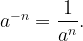 a^{-n} = \frac{1}{a^n}.